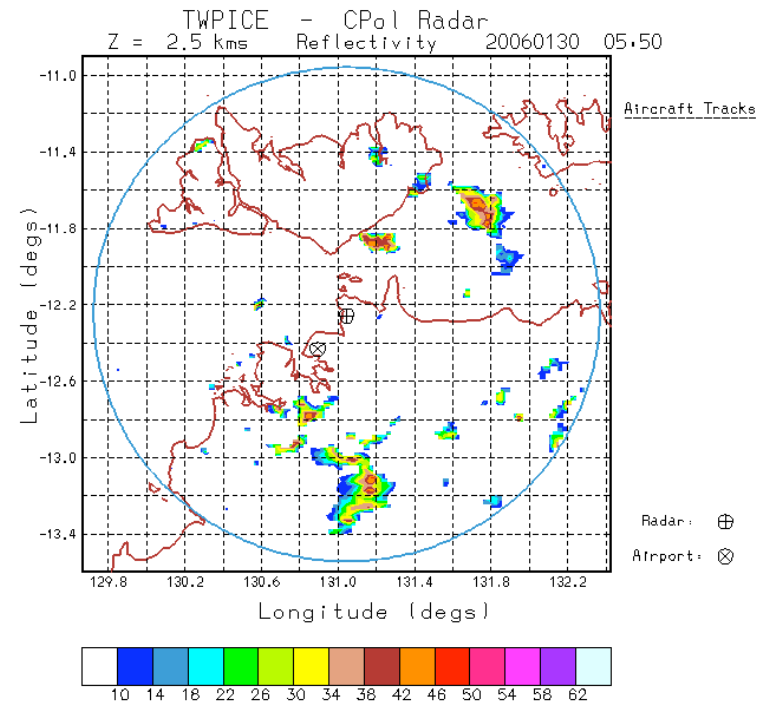 TWPICE - CPol Radar
Z = 2.5 kms Reflectivity 20060130 05:50
Aircraft Tracks
-11.0
-11.4
-11.8
-12.2
-12.6
-13.0
-13.4
Latitude (degs)
129.8 130.2 130.6 131.0 131.4 131.8 132.2
Longitude (degs)
Radar:
Airport:
10 14 18 22 26 30 34 38 42 46 50 54 58 62